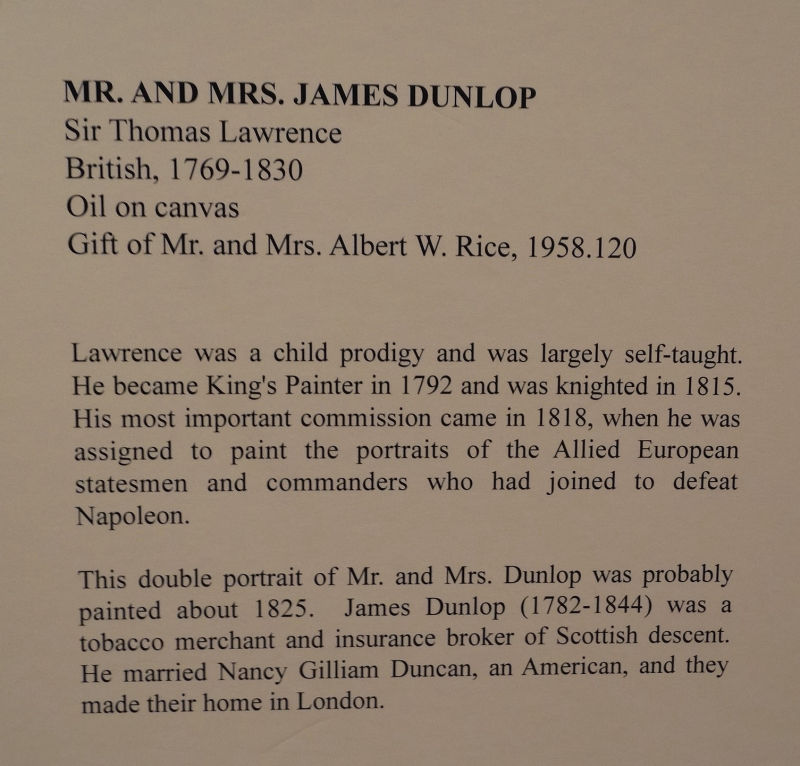 MR. AND MRS. JAMES DUNLOP
Sir Thomas Lawrence
British, 1769-1830
Oil on canvas
Gift of Mr. and Mrs. Albert W. Rice, 1958.120
Lawrence was a child prodigy and was largely self-taught.
He became King's Painter in 1792 and was knighted in 1815.
His most important commission came in 1818, when he was
assigned to paint the portraits of the Allied European
statesmen and commanders who had joined to defeat
Napoleon.
This double portrait of Mr. and Mrs. Dunlop was probably
painted about 1825. James Dunlop (1782-1844) was a
tobacco merchant and insurance broker of Scottish descent.
He married Nancy Gilliam Duncan, an American, and they
made their home in London.